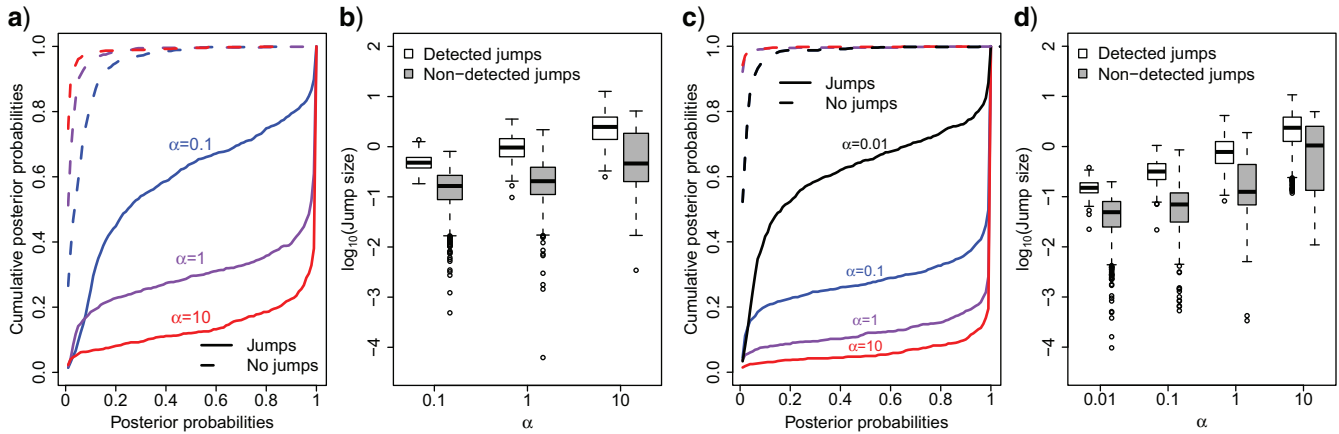 a)
Cumulative posterior probabilities
0.0 0.2 0.4 0.6 0.8 1.0
α=0.1
α=1
α=10
Jumps
No jumps
0 0.2 0.4 0.6 0.8 1
Posterior probabilities
b)
log10(Jump size)
2
1
0
-1
-2
-3
-4
Detected jumps
Non-detected jumps
0.1 1 10
α
c)
Cumulative posterior probabilities
0.0 0.2 0.4 0.6 0.8 1.0
Jumps
No jumps
α=0.01
α=0.1
α=1
α=10
0 0.2 0.4 0.6 0.8 1
Posterior probabilities
d)
log10(Jump size)
2
1
0
-1
-2
-3
-4
Detected jumps
Non-detected jumps
0.01 0.1 1 10
α